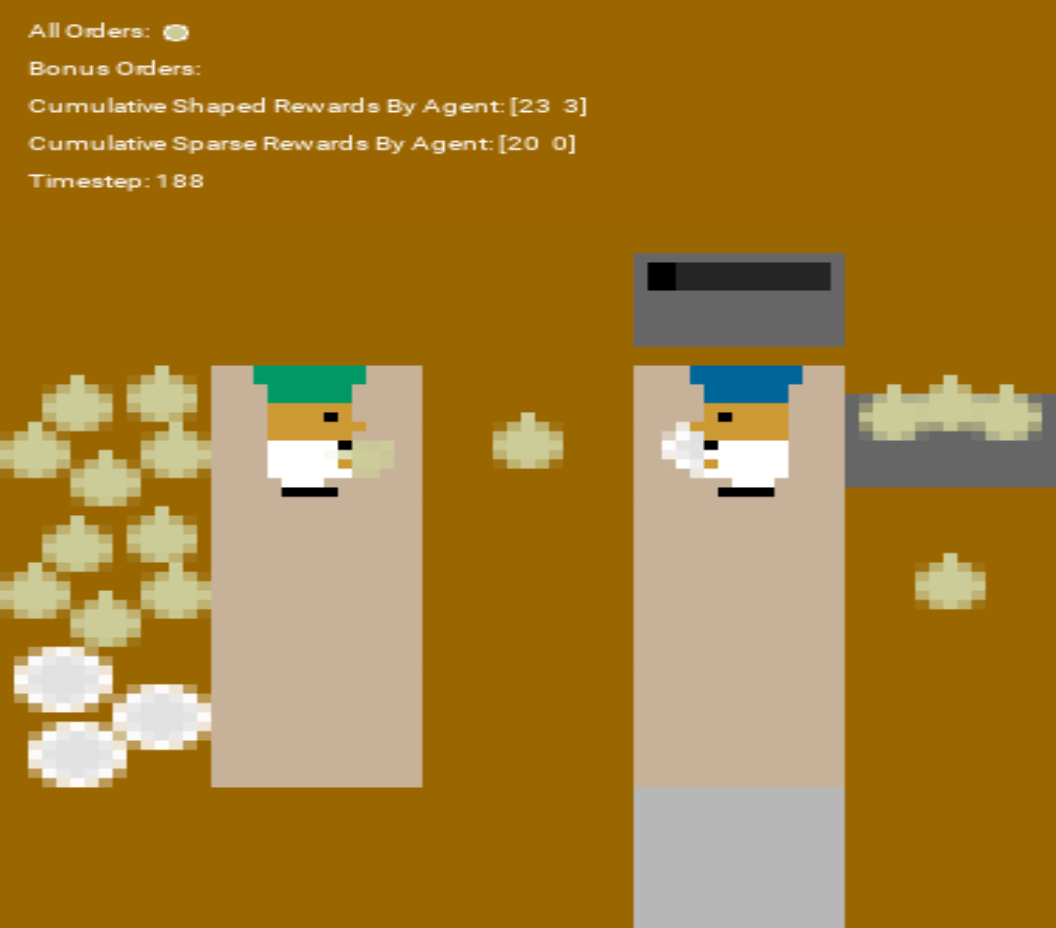 All Orders:
Bonus Orders:
Cumulative Shaped Rewards By Agent: [23 3]
Cumulative Sparse Rewards By Agent: [20 0]
Timestep: 188